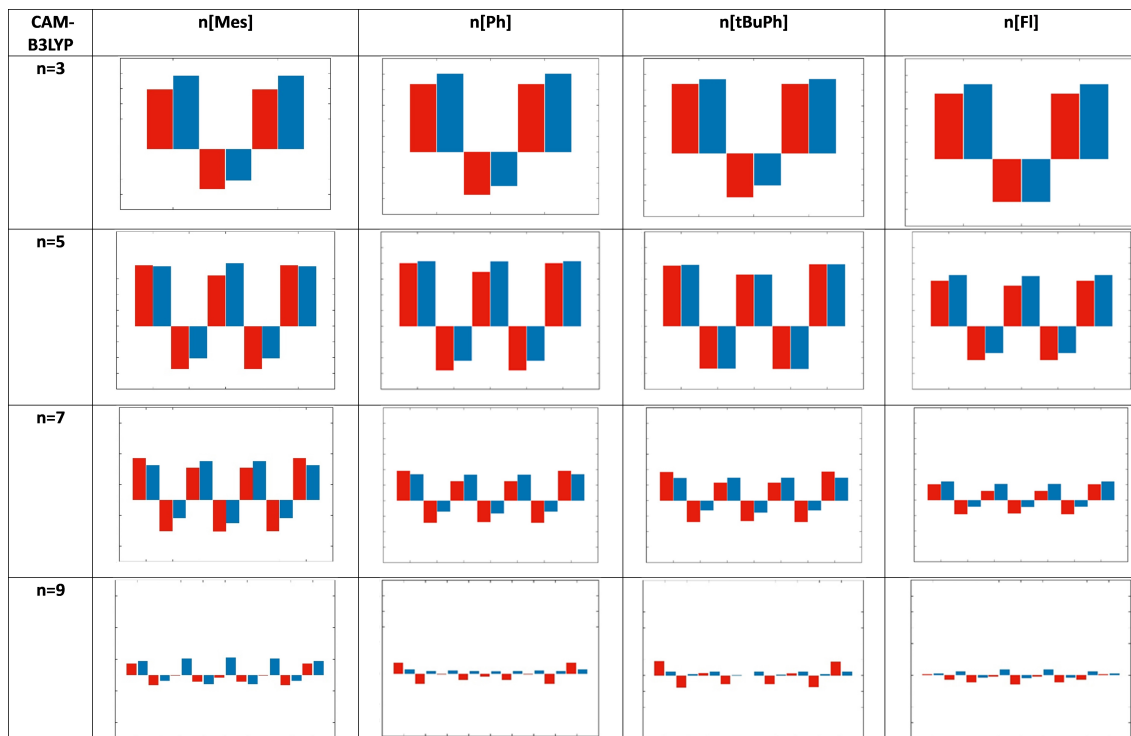 CAM-
B3LYP
n[Mes]
n[Ph]
n[tBuPh]
n[Fl]
n=3
n=5
n=7
n=9